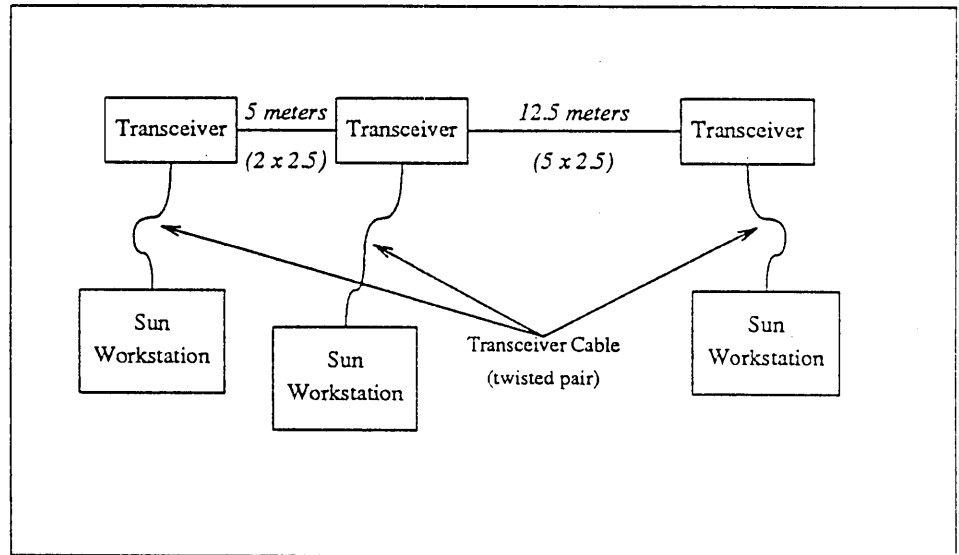 5 meters
12.5 meters
Transceiver
Transceiver
Transceiver
(2 x 2.5)
(5 x 2.5)
Sun
Workstation
Sun
Workstation
Sun
Workstation
Transceiver Cable
(twisted pair)